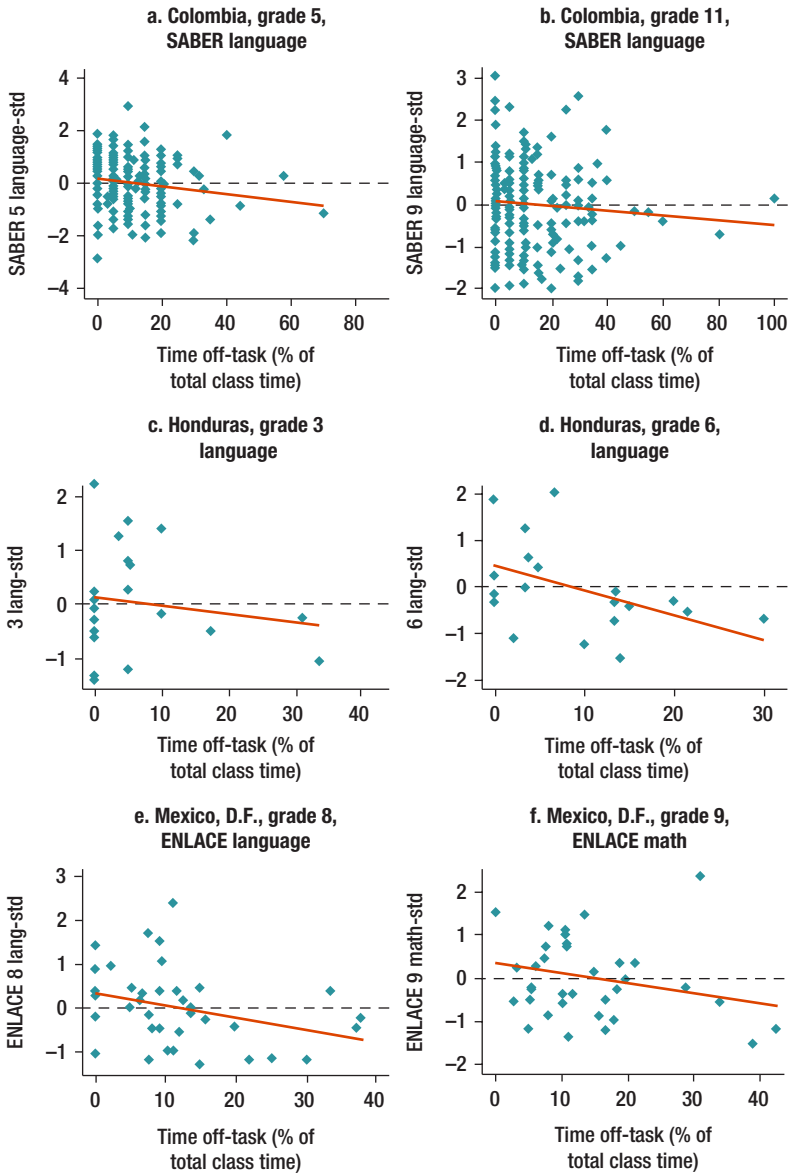 a. Colombia, grade 5,
SABER language
SABER 5 language-std
4
2
0
–2
–4
0 20 40 60 80
Time off-task (% of
total class time)
b. Colombia, grade 11,
SABER language
SABER 9 language-std
3
2
1
0
–1
–2
0 20 40 60 80 100
Time off-task (% of
total class time)
c. Honduras, grade 3
language
3 lang-std
2
1
0
–1
0 10 20 30 40
Time off-task (% of
total class time)
d. Honduras, grade 6,
language
6 lang-std
2
1
0
–1
–2
0 10 20 30
Time off-task (% of
total class time)
e. Mexico, D.F., grade 8,
ENLACE language
ENLACE 8 lang-std
3
2
1
0
–1
0 10 20 30 40
Time off-task (% of
total class time)
f. Mexico, D.F., grade 9,
ENLACE math
ENLACE 9 math-std
2
1
0
–1
–2
0 10 20 30 40
Time off-task (% of
total class time)